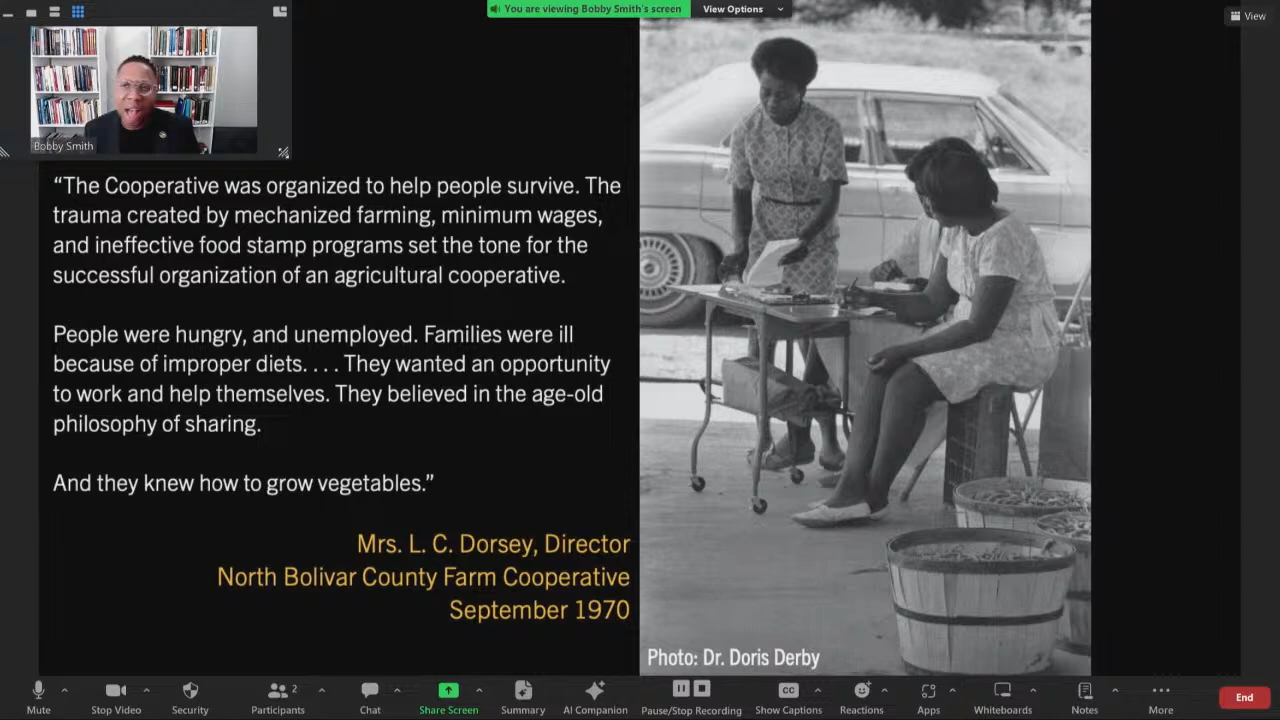 You are viewing Bobby Smith's screen
View Options
View
Bobby Smith
“The Cooperative was organized to help people survive. The
trauma created by mechanized farming, minimum wages,
and ineffective food stamp programs set the tone for the
successful organization of an agricultural cooperative.
People were hungry, and unemployed. Families were ill
because of improper diets. . . . They wanted an opportunity
to work and help themselves. They believed in the age-old
philosophy of sharing.
And they knew how to grow vegetables.”
Mrs. L. C. Dorsey, Director
North Bolivar County Farm Cooperative
September 1970
Photo: Dr. Doris Derby
Mute
Stop Video
Security
Participants
2
Chat
Share Screen
Summary
AI Companion
Pause/Stop Recording
CC
Show Captions
Reactions
Apps
Whiteboards
Notes
More
End